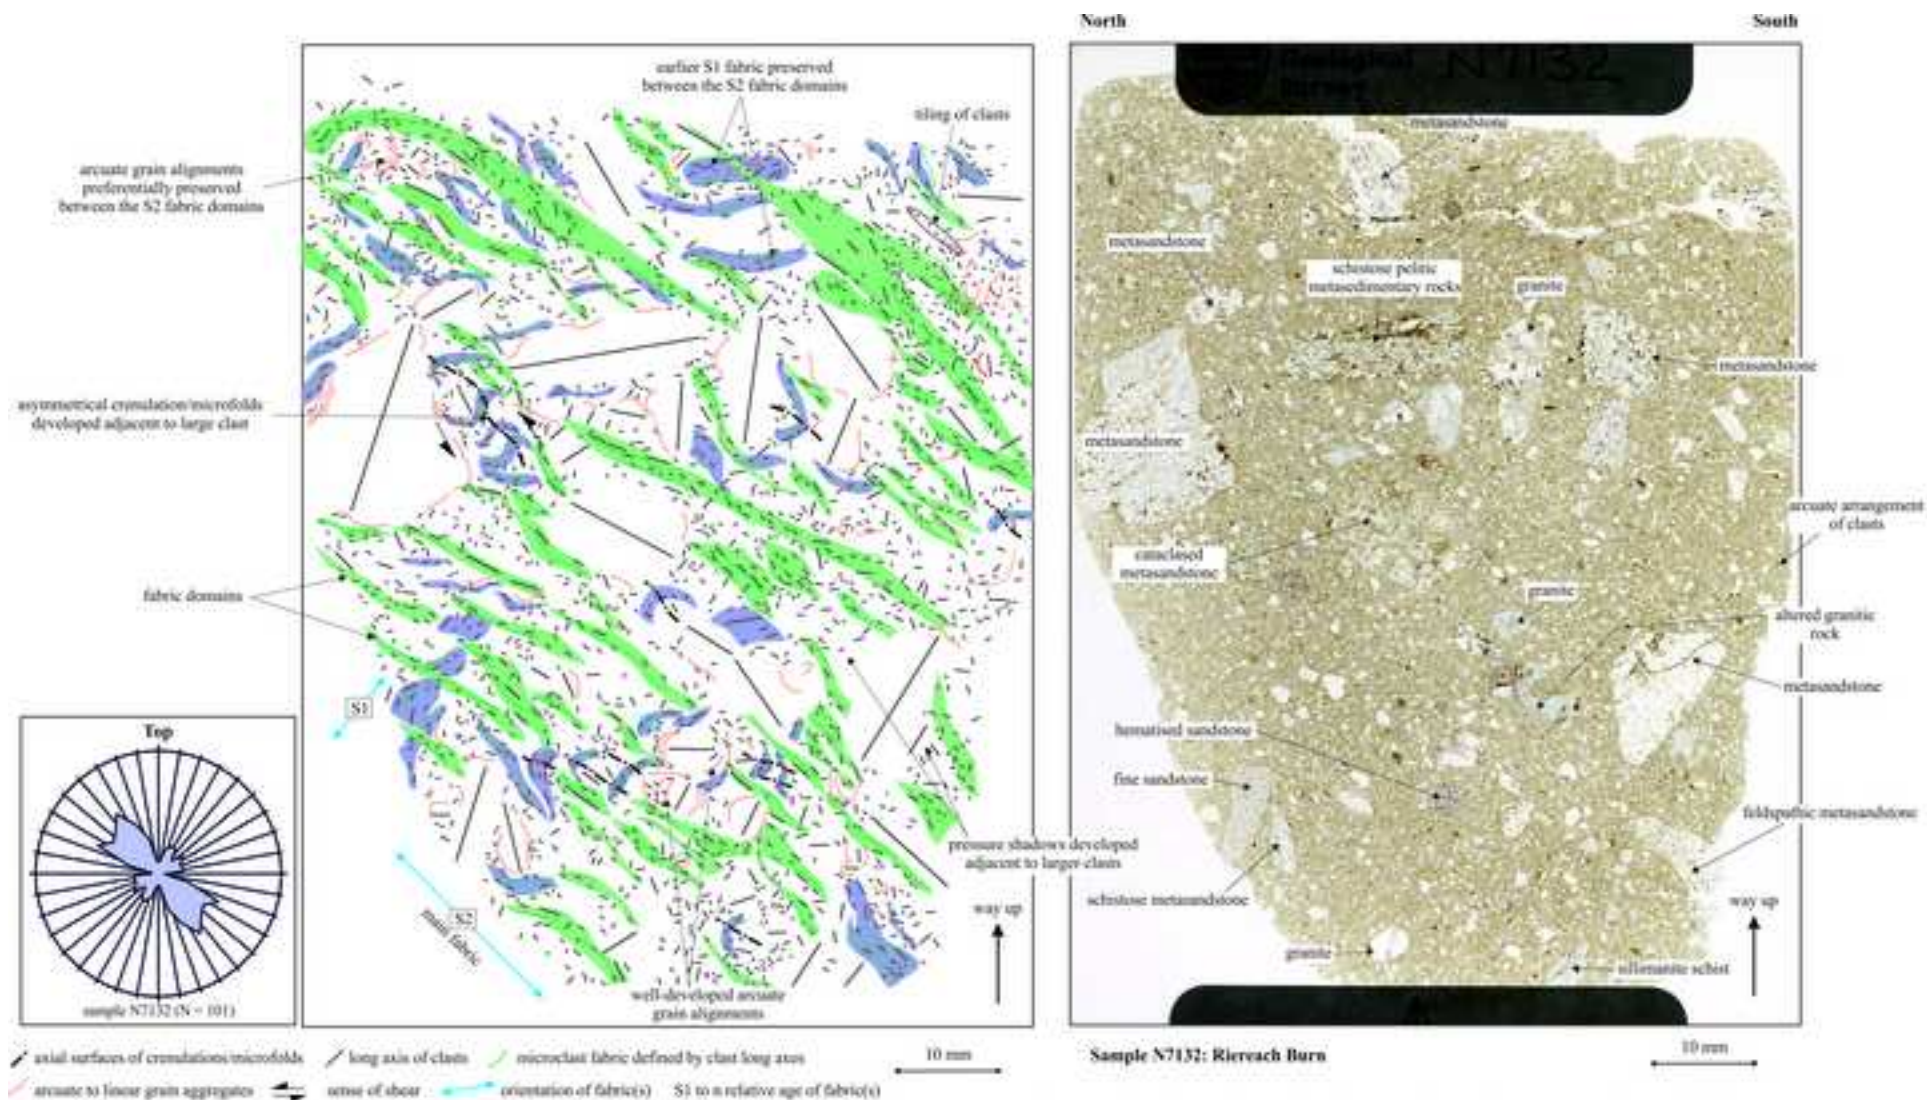 North
South
Geological
Survey
N7132
earlier S1 fabric preserved
between the S2 fabric domains
tiling of clasts
arcuate grain alignments
preferentially preserved
between the S2 fabric domains
asymmetrical crenulation/microfolds
developed adjacent to large clast
fabric domains
S1
S2
main fabric
Top
sample N7132 (N = 101)
pressure shadows developed
adjacent to larger clasts
way up
well-developed arcuate
grain alignments
metasandstone
metasandstone
schistose pelitic
metasedimentary rocks
granite
metasandstone
metasandstone
arcuate arrangement
of clasts
cataclased
metasandstone
granite
altered granitic
rock
metasandstone
hematised sandstone
fine sandstone
feldspathic metasandstone
schistose metasandstone
way up
granite
sillimanite schist
axial surfaces of crenulations/microfolds
long axis of clasts
microclast fabric defined by clast long axes
10 mm
arcuate to linear grain aggregates
sense of shear
orientation of fabric(s)
S1 to n relative age of fabric(s)
Sample N7132: Riereach Burn
10 mm